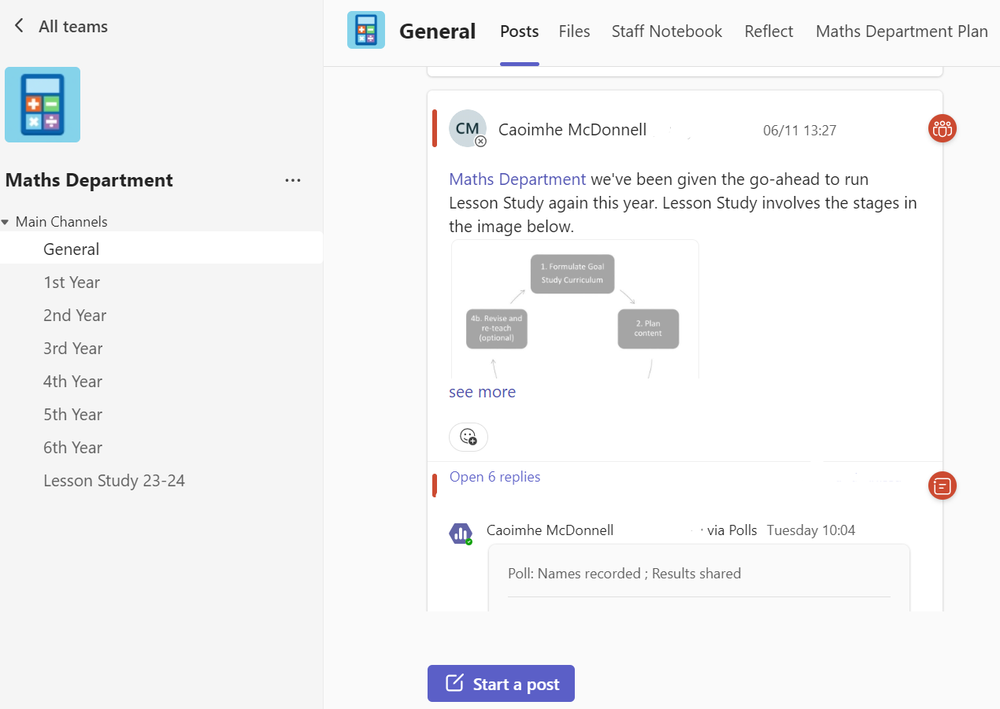 All teams
Maths Department
...
Main Channels
General
1st Year
2nd Year
3rd Year
4th Year
5th Year
6th Year
Lesson Study 23-24
General Posts Files Staff Notebook Reflect Maths Department Plan
CM Caoimhe McDonnell 06/11 13:27
Maths Department we've been given the go-ahead to run
Lesson Study again this year. Lesson Study involves the stages in
the image below.
1. Formulate Goal
Study Curriculum
4b. Revise and
re-teach
(optional)
2. Plan
content
see more
Open 6 replies
Caoimhe McDonnell · via Polls Tuesday 10:04
Poll: Names recorded ; Results shared
Start a post